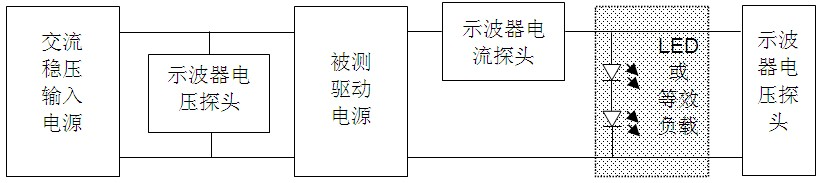 交流
稳压
输入
电源
示波器电
压探头
被测
驱动
电源
示波器电
流探头
LED
或
等效
负载
示波
器电
压探
头